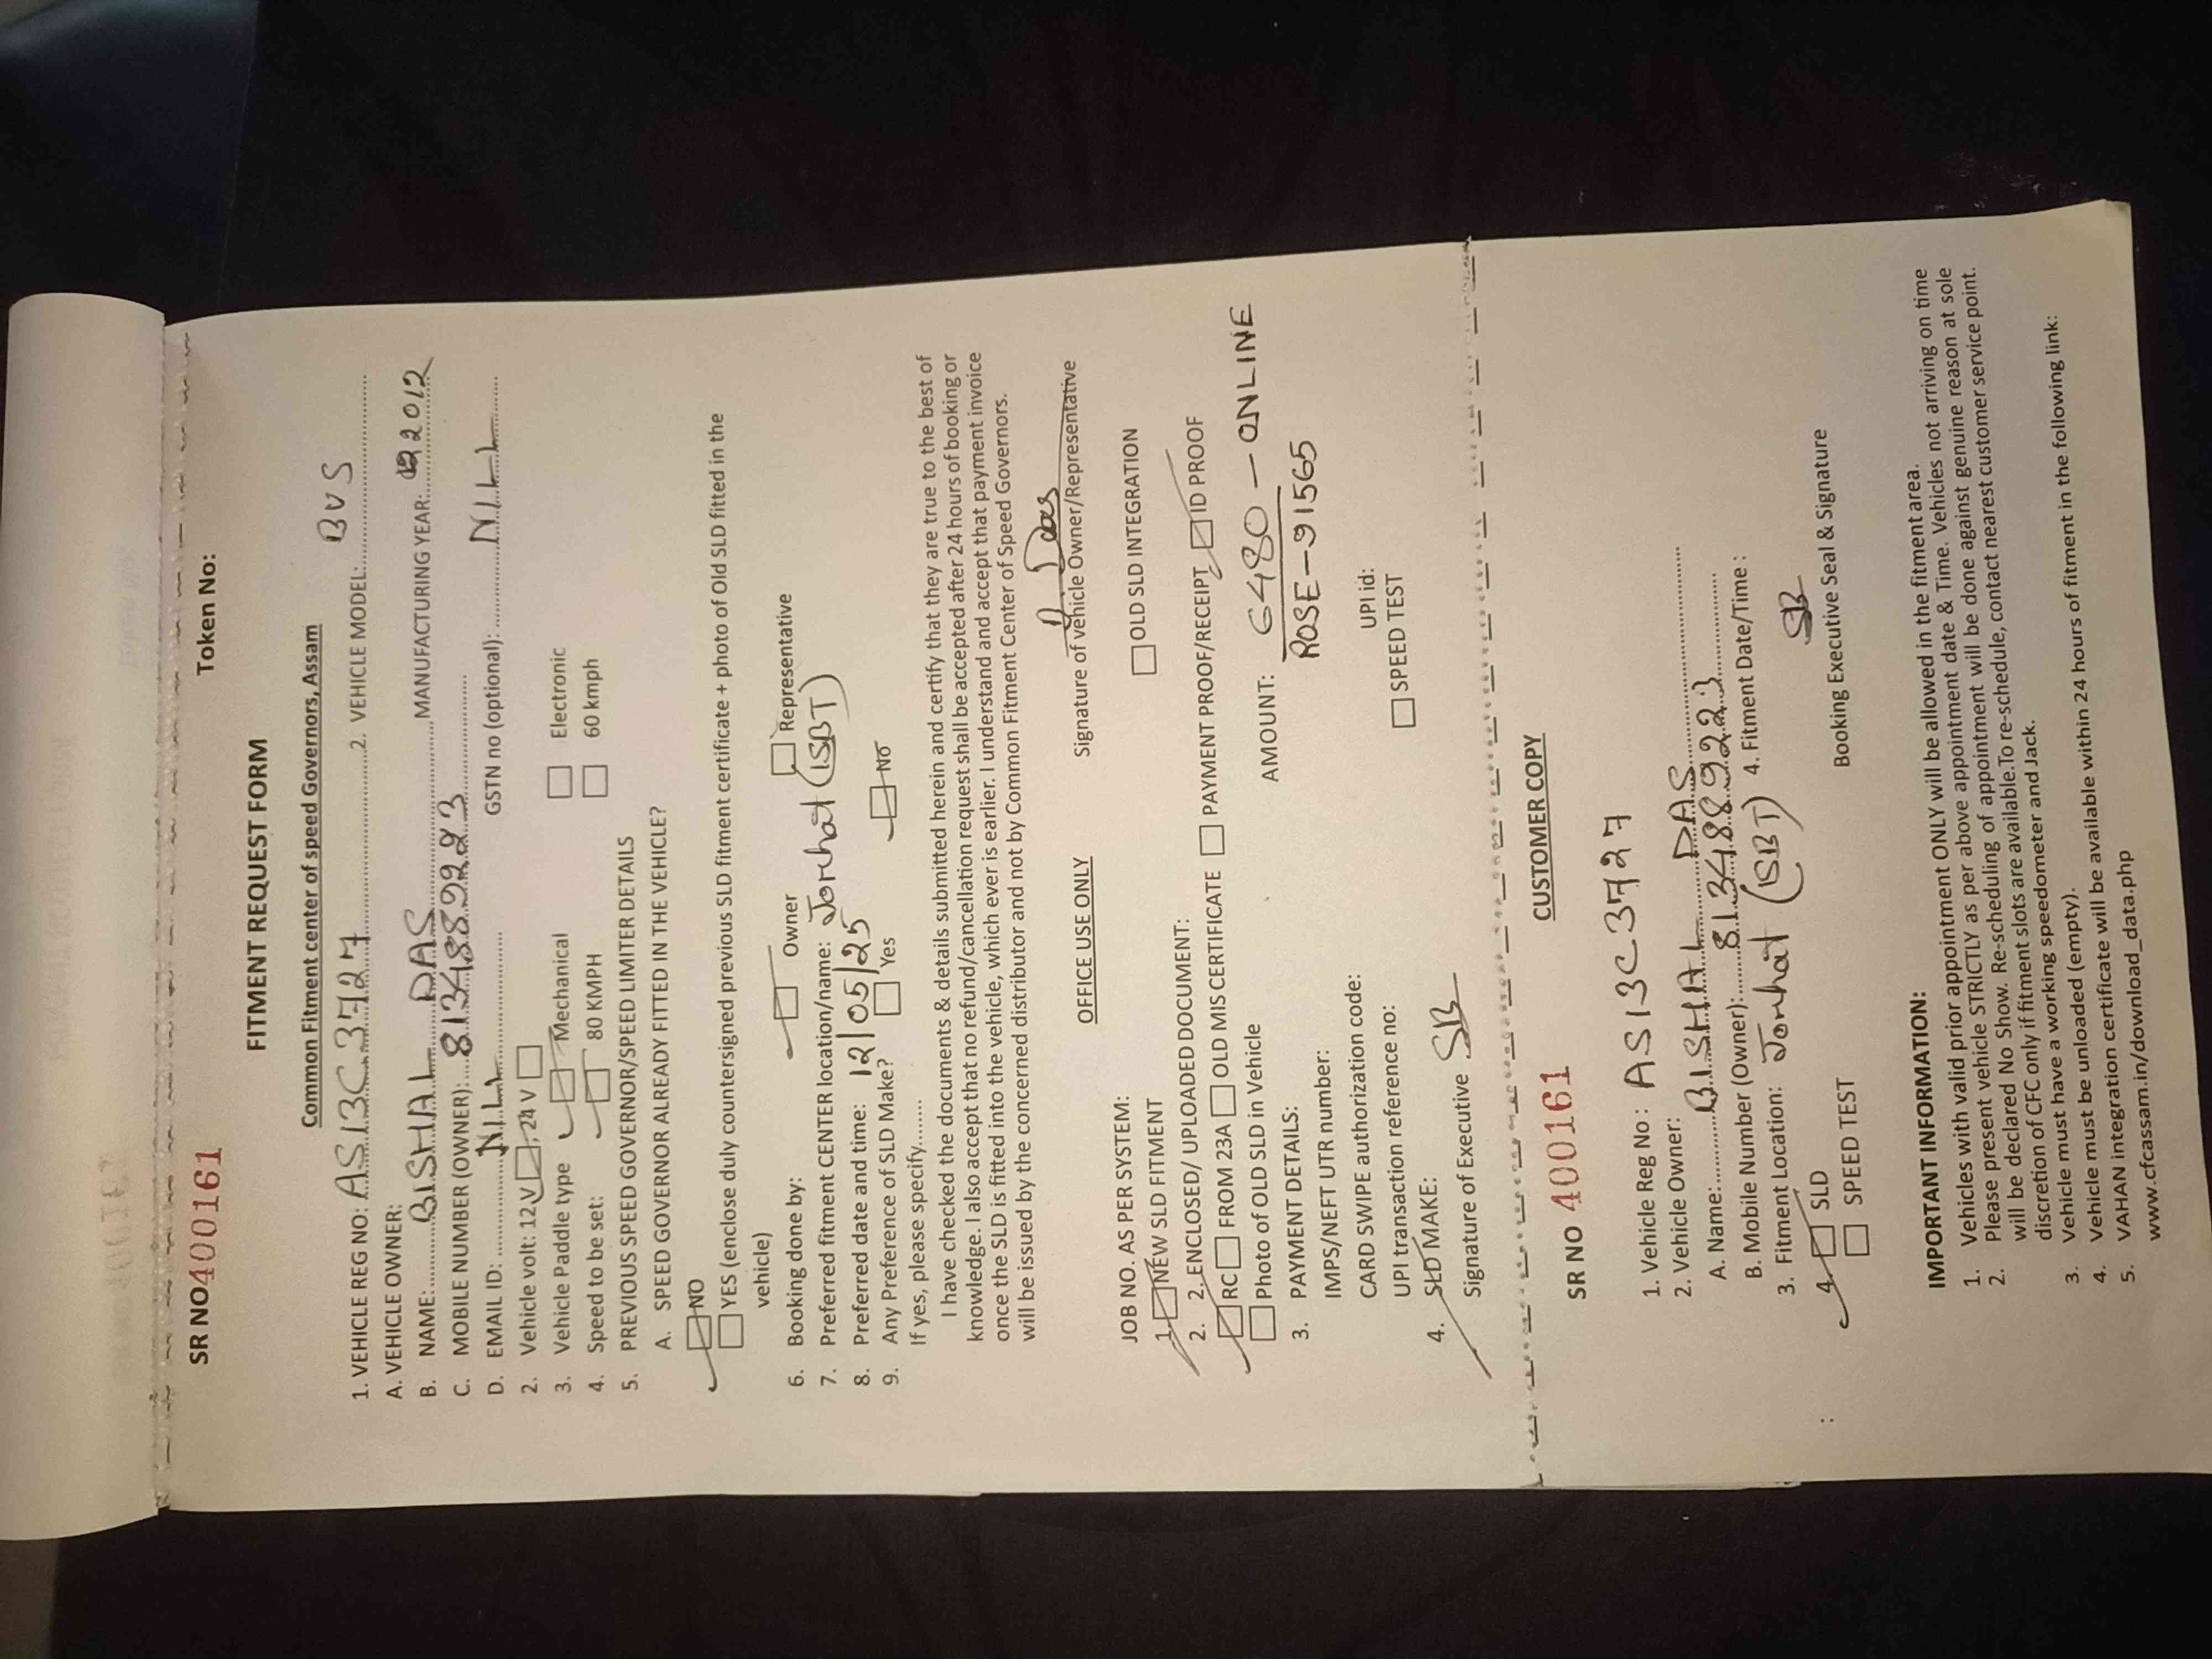 SR NO400161 Token No:
FITMENT REQUEST FORM
Common Fitment center of speed Governors, Assam
1. VEHICLE REG NO: AS13C3727 2. VEHICLE MODEL: BUS
A. VEHICLE OWNER:
B. NAME: BISHAL DAS MANUFACTURING YEAR: 2012
C. MOBILE NUMBER (OWNER): 8134889223
D. EMAIL ID: NIL GSTN no (optional): NILL
2. Vehicle volt: 12V , 24 V
3. Vehicle Paddle type Mechanical Electronic
4. Speed to be set: 80 KMPH 60 kmph
5. PREVIOUS SPEED GOVERNOR/SPEED LIMITER DETAILS
A. SPEED GOVERNOR ALREADY FITTED IN THE VEHICLE?
NO
YES (enclose duly countersigned previous SLD fitment certificate + photo of Old SLD fitted in the
vehicle)
6. Booking done by: Owner Representative
7. Preferred fitment CENTER location/name: Jorhat (ISBT)
8. Preferred date and time: 12/05/25
9. Any Preference of SLD Make? Yes NO
If yes, please specify........
I have checked the documents & details submitted herein and certify that they are true to the best of
knowledge. I also accept that no refund/cancellation request shall be accepted after 24 hours of booking or
once the SLD is fitted into the vehicle, which ever is earlier. I understand and accept that payment invoice
will be issued by the concerned distributor and not by Common Fitment Center of Speed Governors.
B. Das
Signature of vehicle Owner/Representative
OFFICE USE ONLY
JOB NO. AS PER SYSTEM:
1. NEW SLD FITMENT OLD SLD INTEGRATION
2. 2. ENCLOSED/ UPLOADED DOCUMENT:
RC FROM 23A OLD MIS CERTIFICATE PAYMENT PROOF/RECEIPT ID PROOF
Photo of OLD SLD in Vehicle
3. PAYMENT DETAILS: AMOUNT: 6480 - ONLINE
IMPS/NEFT UTR number: ROSE-91565
CARD SWIPE authorization code:
UPI transaction reference no: UPI id:
4. SLD MAKE: SPEED TEST
Signature of Executive SB
CUSTOMER COPY
SR NO 400161
1. Vehicle Reg No : AS13C3727
2. Vehicle Owner:
A. Name: BISHAL DAS
B. Mobile Number (Owner): 8134889223
3. Fitment Location: Jorhat (ISBT) 4. Fitment Date/Time :
4. SLD SB
: SPEED TEST Booking Executive Seal & Signature
IMPORTANT INFORMATION:
1. Vehicles with valid prior appointment ONLY will be allowed in the fitment area.
2. Please present vehicle STRICTLY as per above appointment date & Time. Vehicles not arriving on time
will be declared No Show. Re-scheduling of appointment will be done against genuine reason at sole
discretion of CFC only if fitment slots are available.To re-schedule, contact nearest customer service point.
3. Vehicle must have a working speedometer and Jack.
4. Vehicle must be unloaded (empty).
5. VAHAN integration certificate will be available within 24 hours of fitment in the following link:
www.cfcassam.in/download_data.php